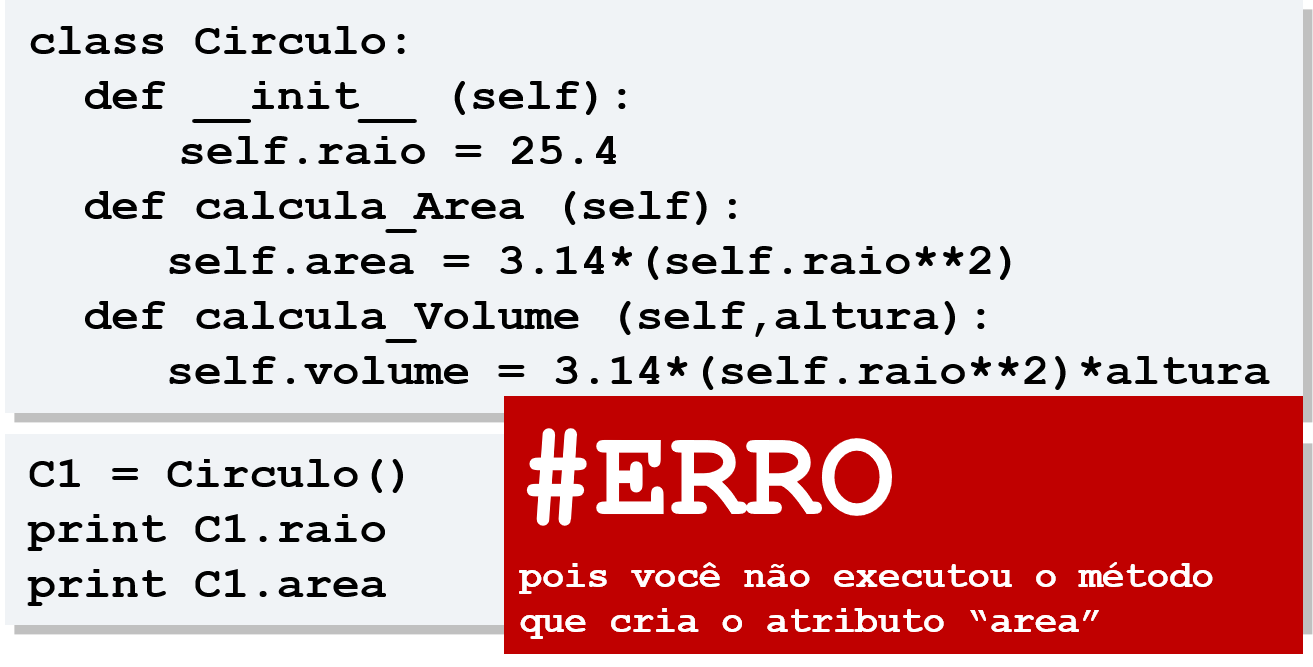 class Circulo:
  def __init__ (self):
     self.raio = 25.4
  def calcula_Area (self):
     self.area = 3.14*(self.raio**2)
  def calcula_Volume (self,altura):
     self.volume = 3.14*(self.raio**2)*altura
C1 = Circulo()
print C1.raio
print C1.area
#ERRO
pois você não executou o método
que cria o atributo “area”